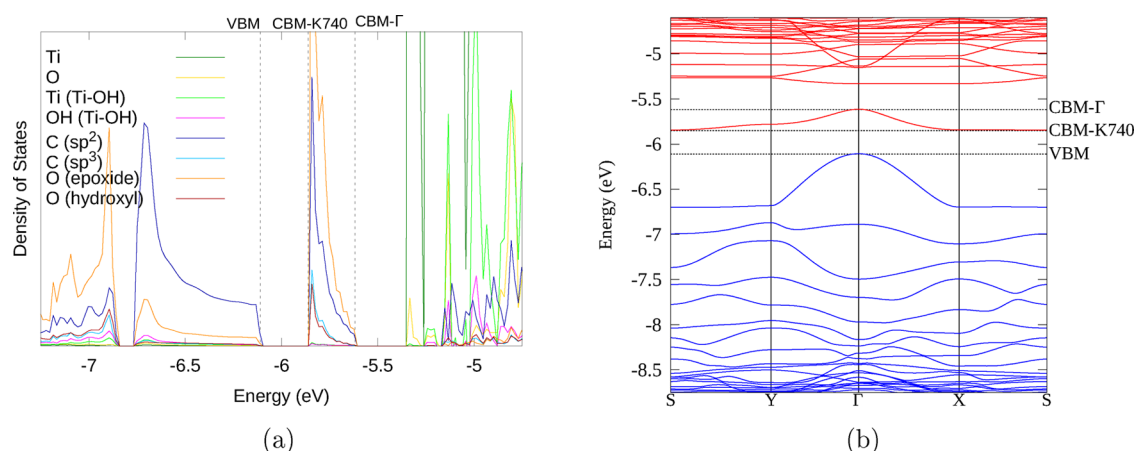 VBM CBM-K740 CBM-Γ
Ti
O
Ti (Ti-OH)
OH (Ti-OH)
C (sp²)
C (sp³)
O (epoxide)
O (hydroxyl)
Density of States
-7 -6.5 -6 -5.5 -5
Energy (eV)
(a)
-5
-5.5
-6
-6.5
-7
-7.5
-8
-8.5
Energy (eV)
CBM-Γ
CBM-K740
VBM
S Y Γ X S
(b)